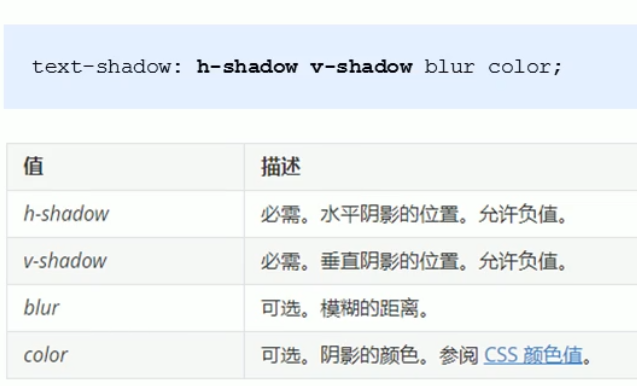 text-shadow: h-shadow v-shadow blur color;
值 描述
h-shadow 必需。水平阴影的位置。允许负值。
v-shadow 必需。垂直阴影的位置。允许负值。
blur 可选。模糊的距离。
color 可选。阴影的颜色。参阅 CSS 颜色值。